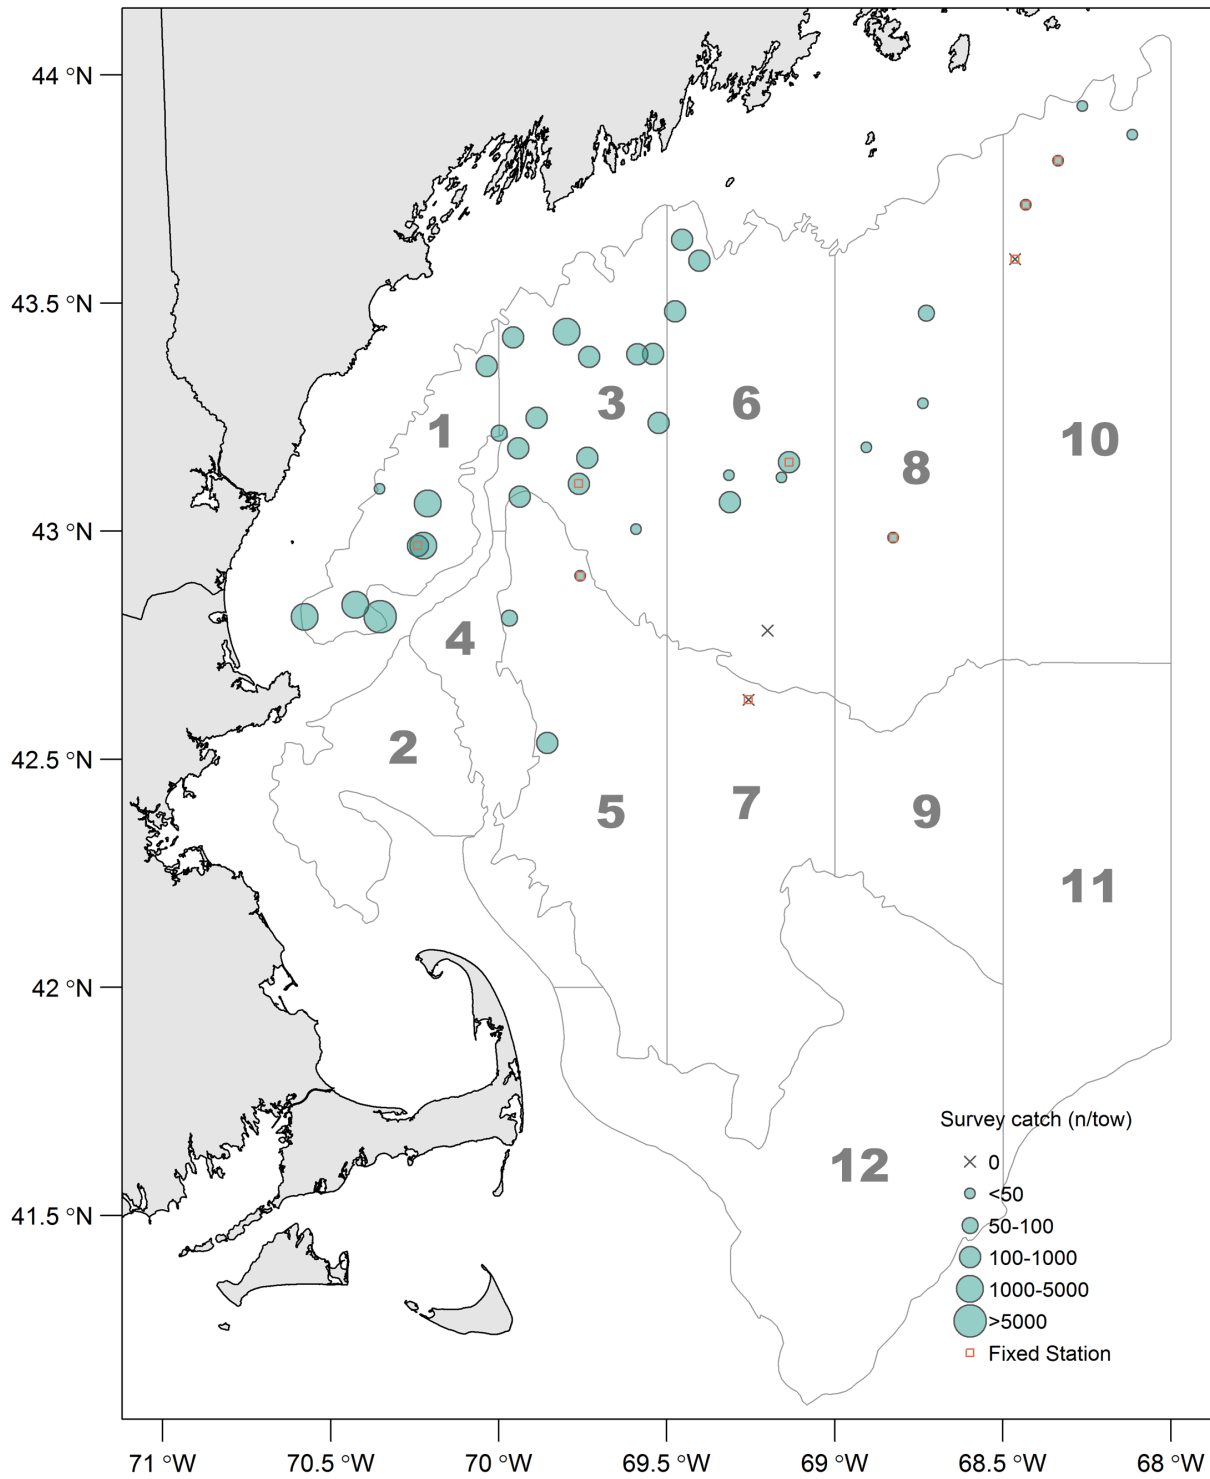 44 °N
43.5 °N
43 °N
42.5 °N
42 °N
41.5 °N
1
3
6
8
10
4
2
5
7
9
11
12
Survey catch (n/tow)
0
<50
50-100
100-1000
1000-5000
>5000
Fixed Station
71 °W
70.5 °W
70 °W
69.5 °W
69 °W
68.5 °W
68 °W